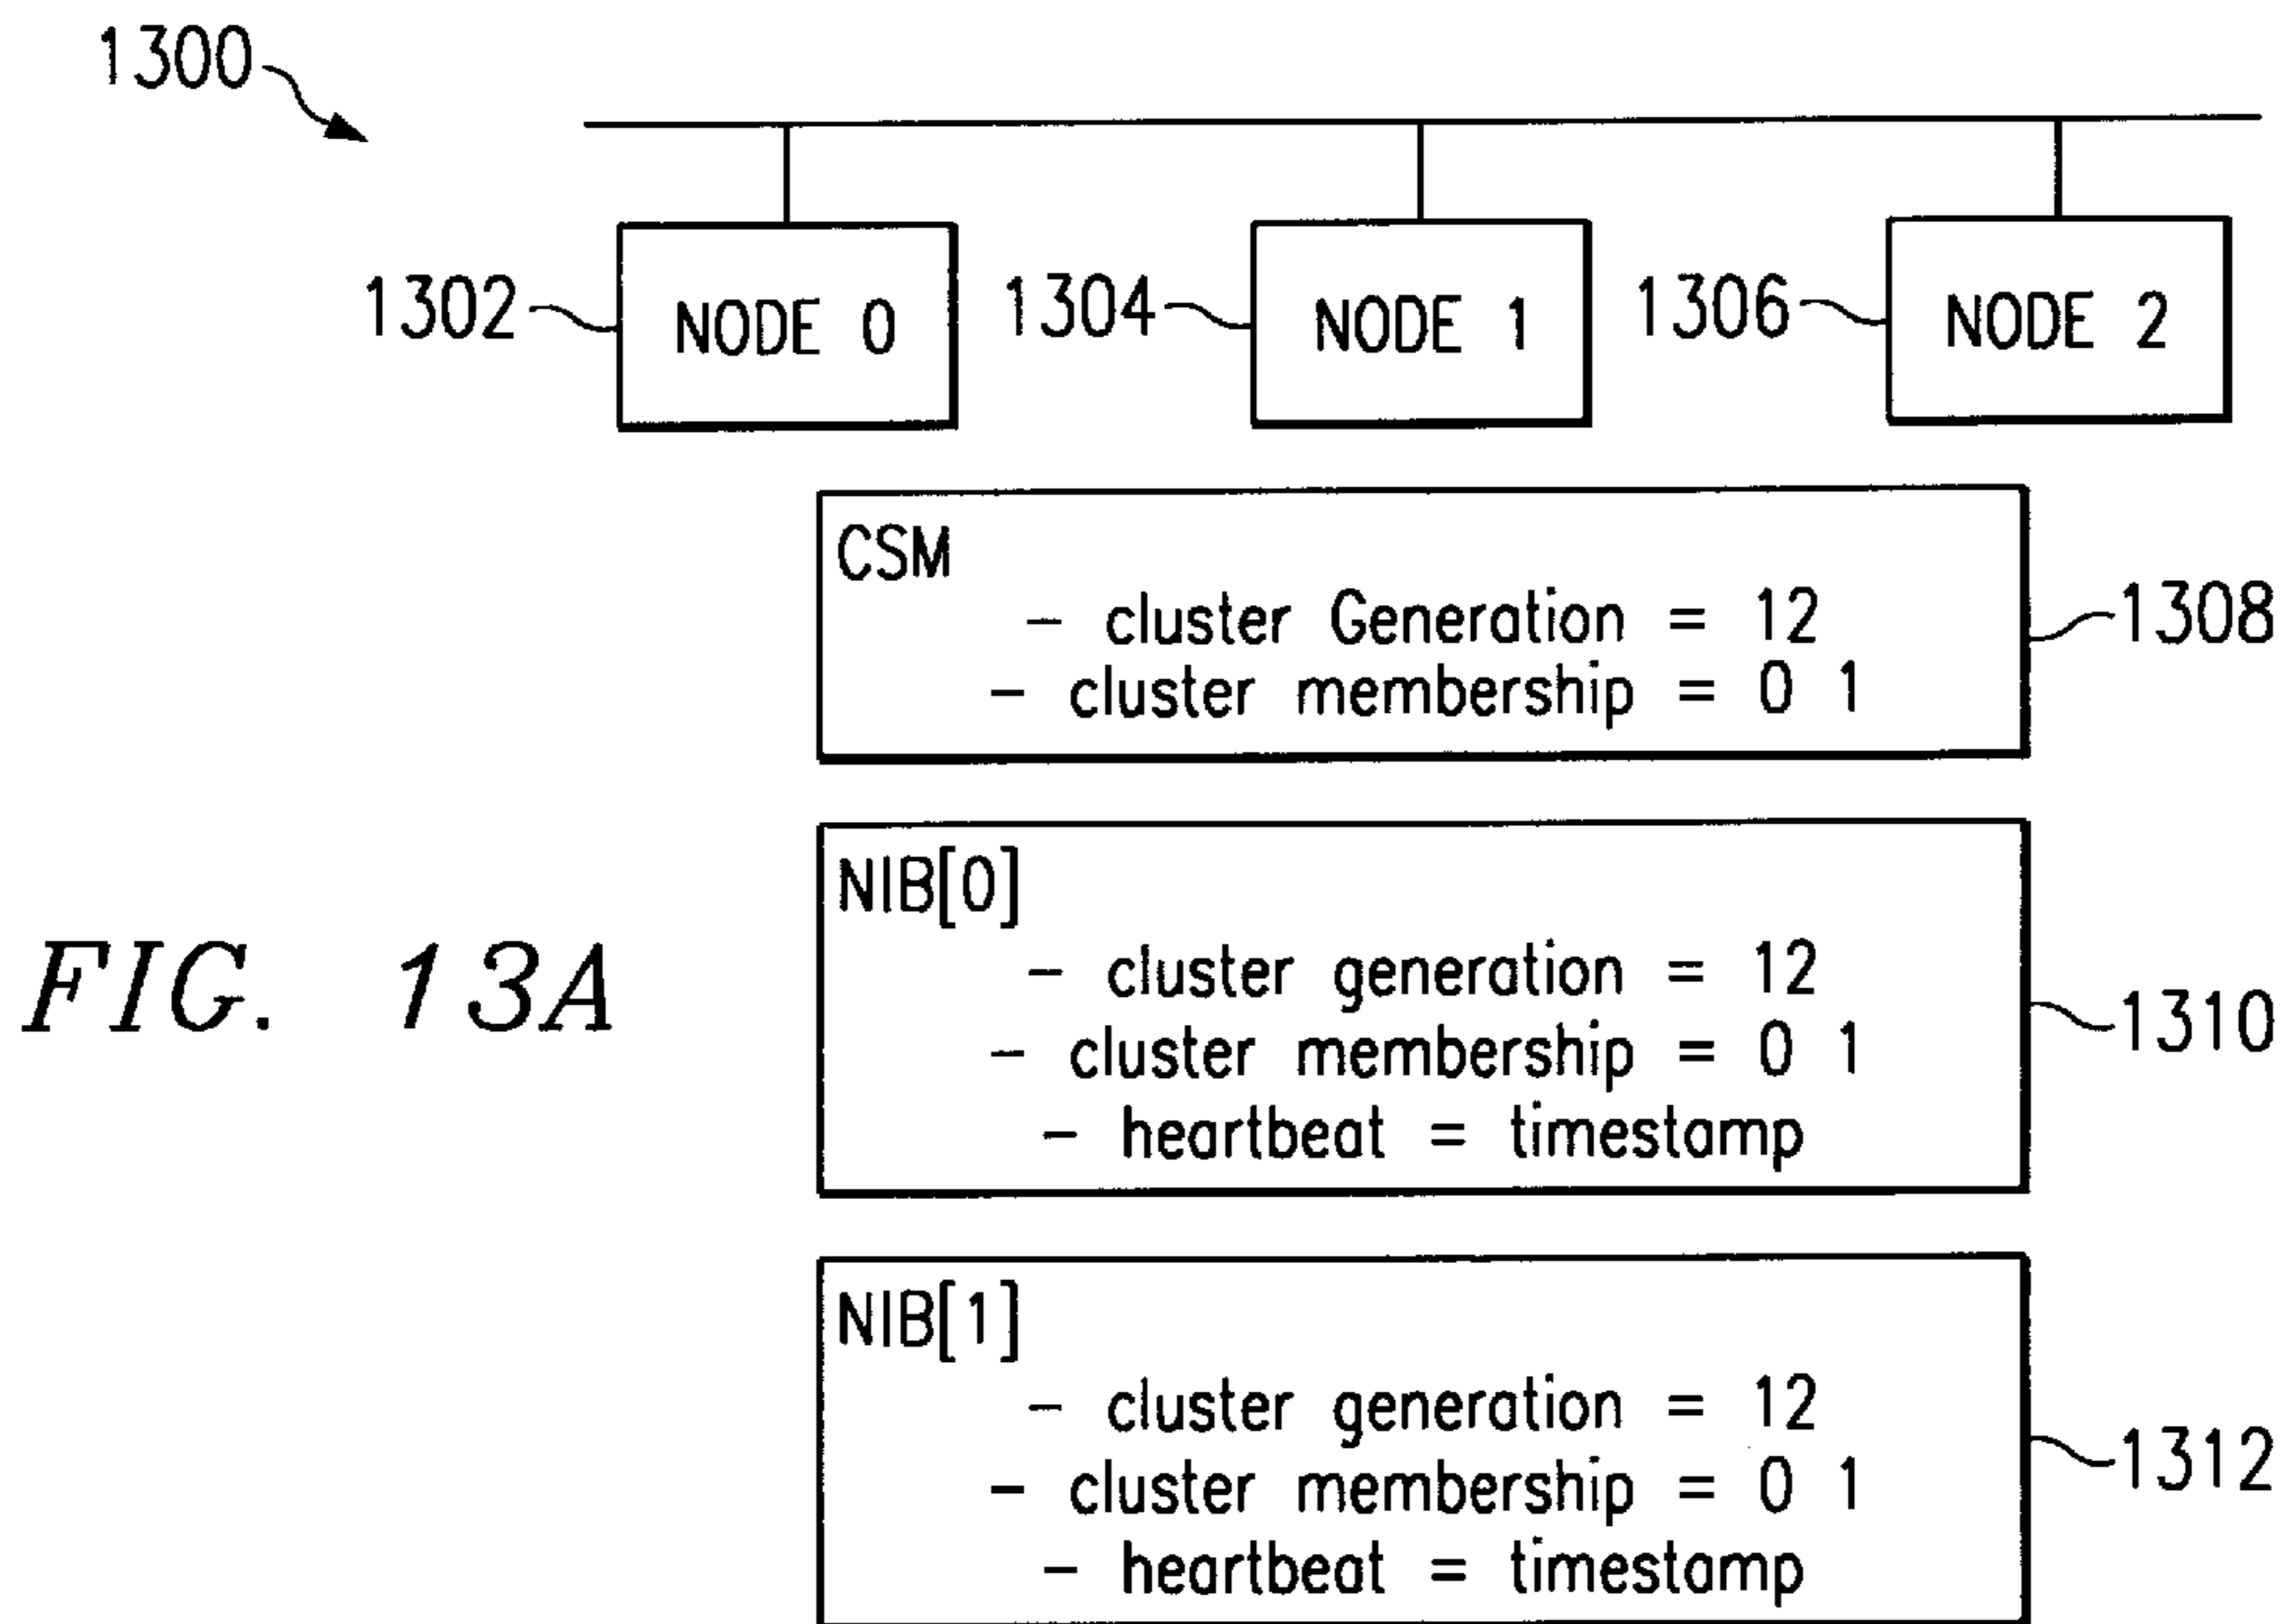 1300
1302
NODE 0
1304
NODE 1
1306
NODE 2
CSM
- cluster Generation = 12
- cluster membership = 0 1
1308
NIB[0]
- cluster generation = 12
- cluster membership = 0 1
- heartbeat = timestamp
1310
FIG. 13A
NIB[1]
- cluster generation = 12
- cluster membership = 0 1
- heartbeat = timestamp
1312